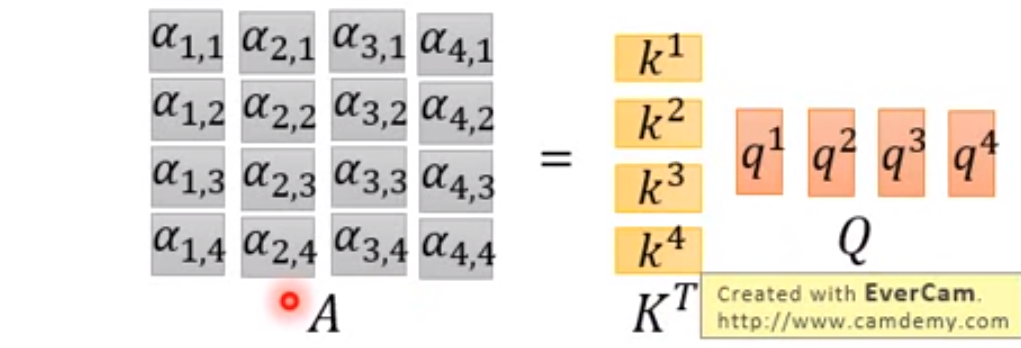 α1,1 α2,1 α3,1 α4,1
α1,2 α2,2 α3,2 α4,2
α1,3 α2,3 α3,3 α4,3
α1,4 α2,4 α3,4 α4,4
A
=
k¹
k²
k³
k⁴
Kᵀ
q¹ q² q³ q⁴
Q
Created with EverCam.
http://www.camdemy.com